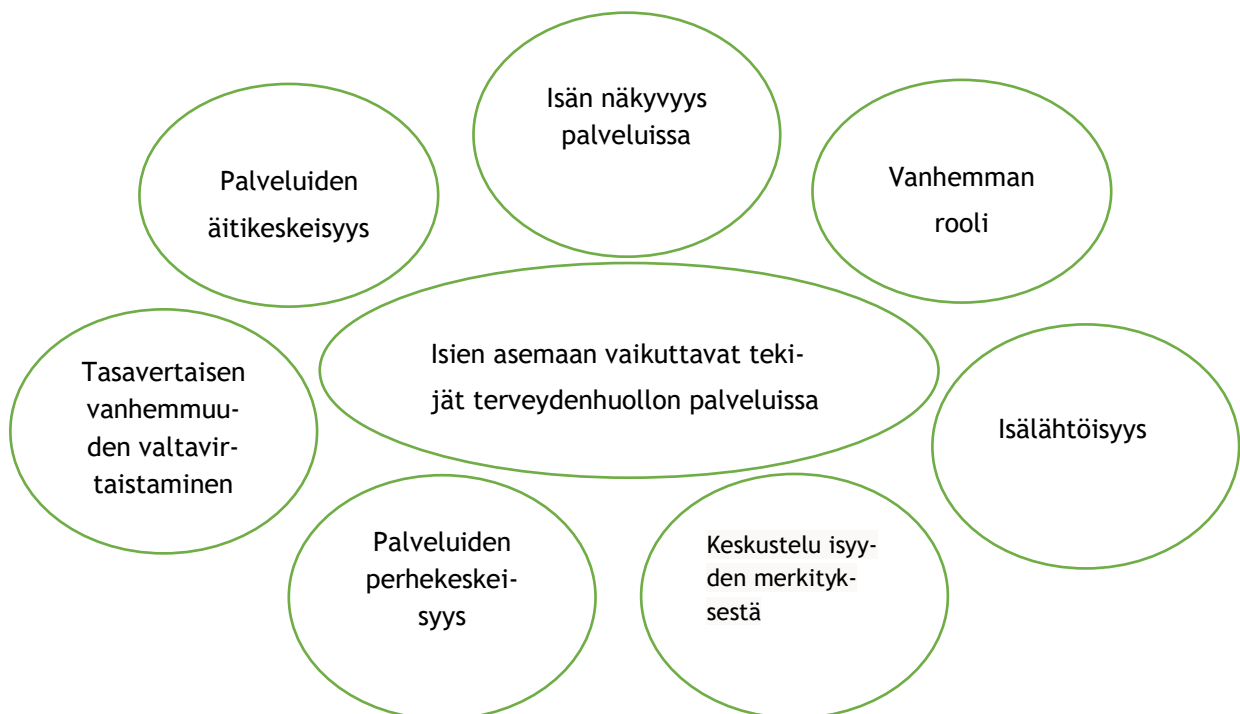 Isän näkyvyys
palveluissa
Palveluiden
äitikeskeisyys
Vanhemman
rooli
Isien asemaan vaikuttavat teki-
jät terveydenhuollon palveluissa
Tasavertaisen
vanhemmuu-
den valtavir-
taistaminen
Isälähtöisyys
Palveluiden
perhekeskei-
syys
Keskustelu isyy-
den merkityk-
sestä